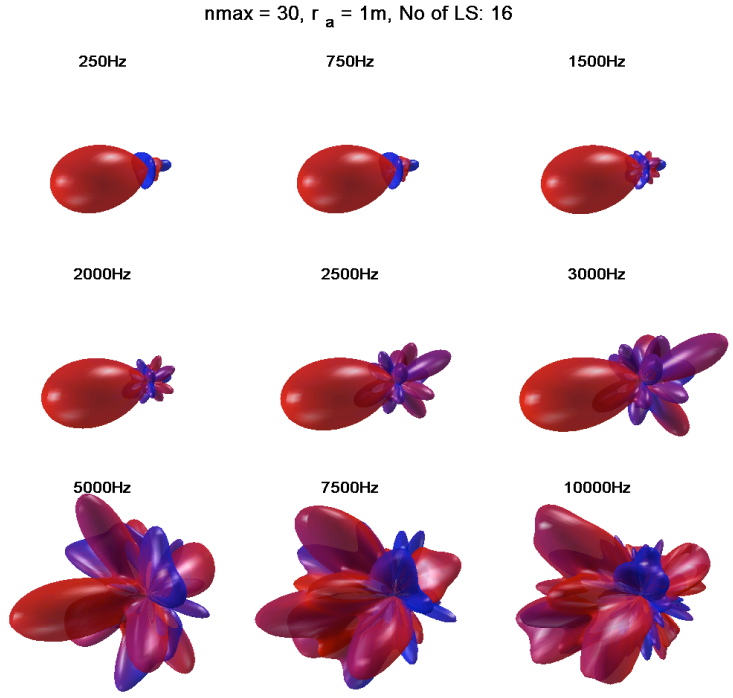 nmax = 30, r a = 1m, No of LS: 16
250Hz 750Hz 1500Hz
2000Hz 2500Hz 3000Hz
5000Hz 7500Hz 10000Hz